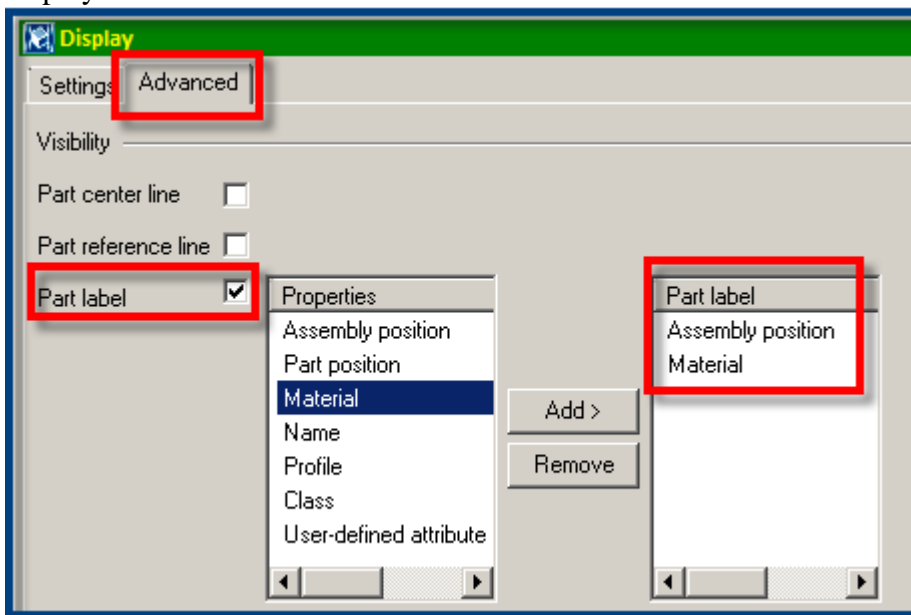 Display
Settings Advanced
Visibility
Part center line
Part reference line
Part label
Properties
Assembly position
Part position
Material
Name
Profile
Class
User-defined attribute
Add >
Remove
Part label
Assembly position
Material